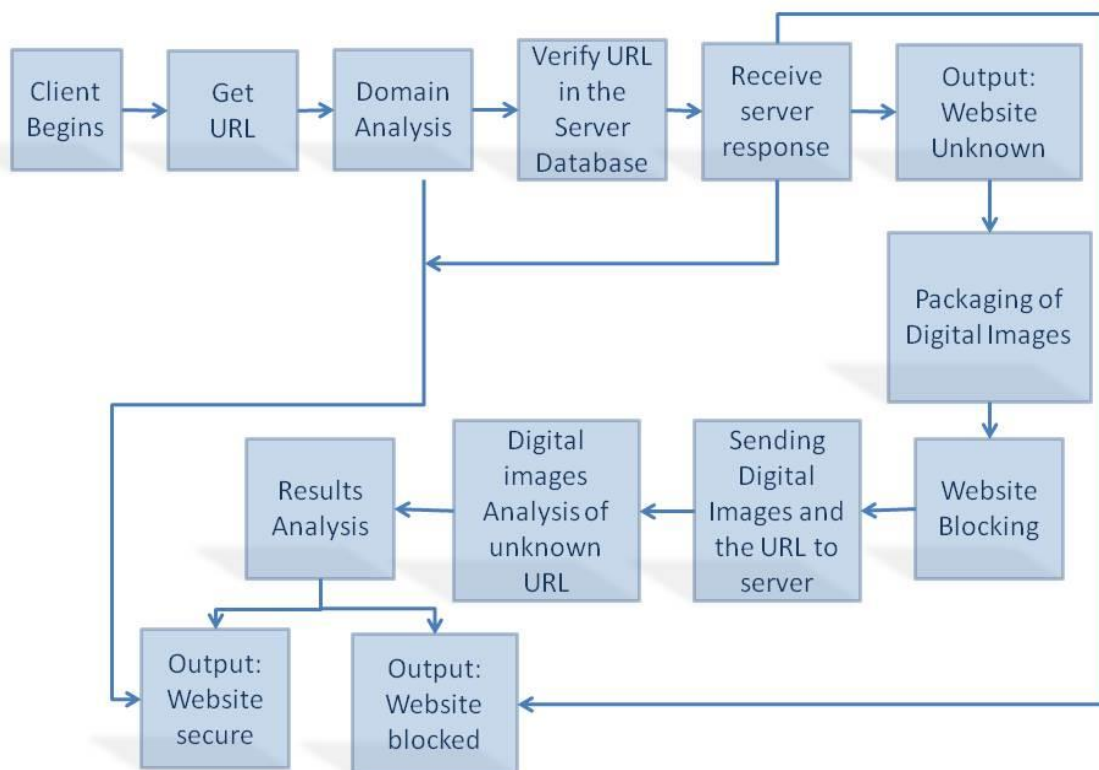 Client
Begins
Get
URL
Domain
Analysis
Verify URL
in the
Server
Database
Receive
server
response
Output:
Website
Unknown
Packaging of
Digital Images
Website
Blocking
Sending
Digital
Images and
the URL to
server
Digital
images
Analysis of
unknown
URL
Results
Analysis
Output:
Website
secure
Output:
Website
blocked